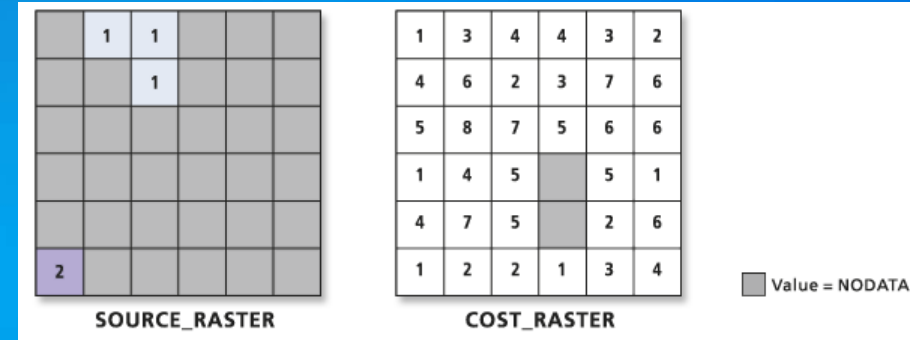 1 1 1 3 4 4 3 2
1 4 6 2 3 7 6
5 8 7 5 6 6
1 4 5 5 1
4 7 5 2 6
2 1 2 2 1 3 4
Value = NODATA
SOURCE_RASTER COST_RASTER